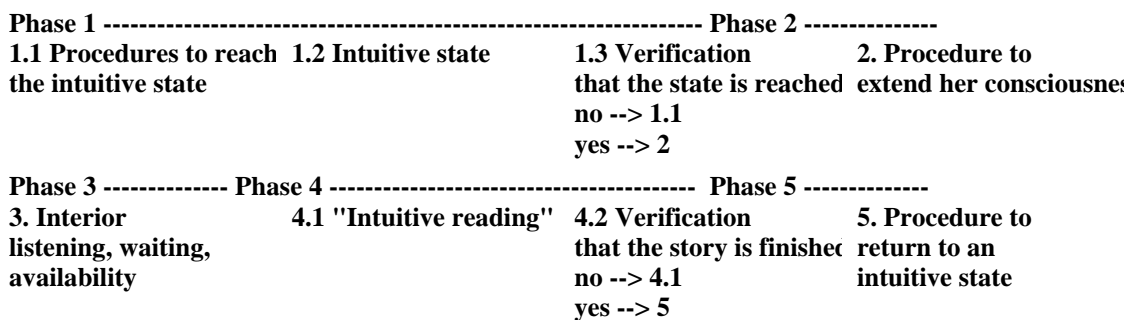 Phase 1 ------------------------------------------------------------------ Phase 2 ---------------
1.1 Procedures to reach 1.2 Intuitive state 1.3 Verification 2. Procedure to
the intuitive state that the state is reached extend her consciousnes
no --> 1.1
yes --> 2
Phase 3 -------------- Phase 4 ---------------------------------------- Phase 5 --------------
3. Interior 4.1 "Intuitive reading" 4.2 Verification 5. Procedure to
listening, waiting, that the story is finished return to an
availability no --> 4.1 intuitive state
yes --> 5